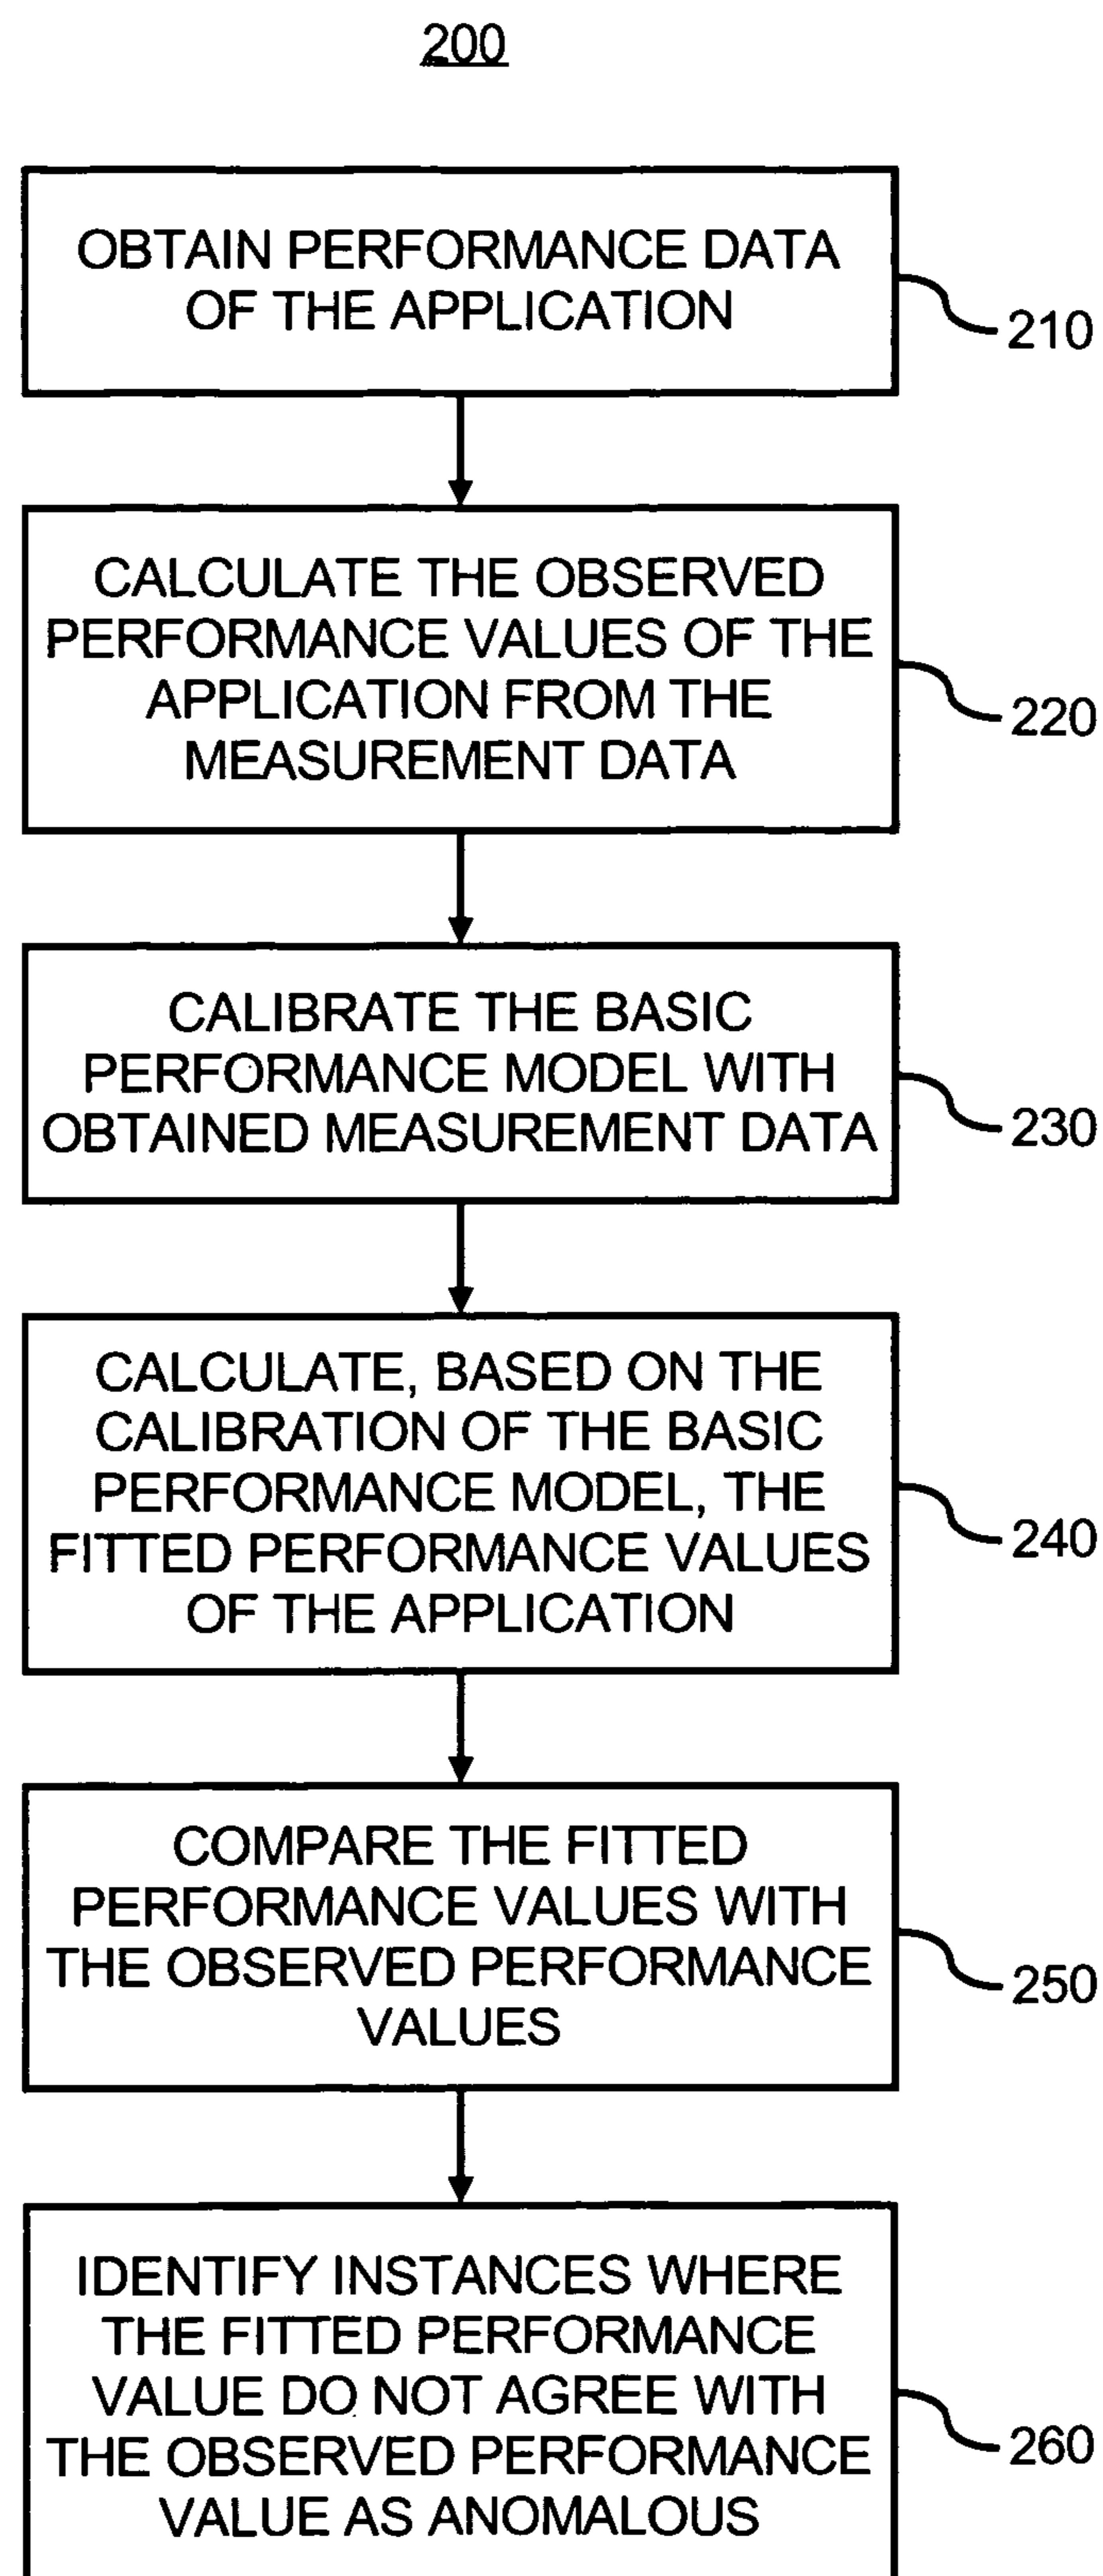 200
OBTAIN PERFORMANCE DATA
OF THE APPLICATION
210
CALCULATE THE OBSERVED
PERFORMANCE VALUES OF THE
APPLICATION FROM THE
MEASUREMENT DATA
220
CALIBRATE THE BASIC
PERFORMANCE MODEL WITH
OBTAINED MEASUREMENT DATA
230
CALCULATE, BASED ON THE
CALIBRATION OF THE BASIC
PERFORMANCE MODEL, THE
FITTED PERFORMANCE VALUES
OF THE APPLICATION
240
COMPARE THE FITTED
PERFORMANCE VALUES WITH
THE OBSERVED PERFORMANCE
VALUES
250
IDENTIFY INSTANCES WHERE
THE FITTED PERFORMANCE
VALUE DO NOT AGREE WITH
THE OBSERVED PERFORMANCE
VALUE AS ANOMALOUS
260